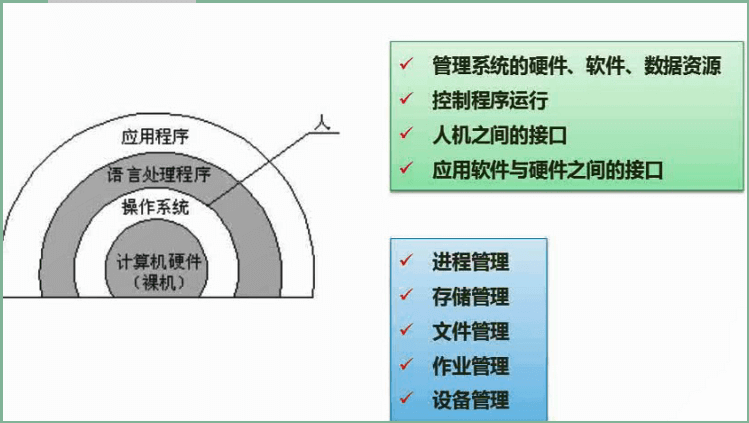 人
应用程序
语言处理程序
操作系统
计算机硬件
（裸机）
管理系统的硬件、软件、数据资源
控制程序运行
人机之间的接口
应用软件与硬件之间的接口
进程管理
存储管理
文件管理
作业管理
设备管理